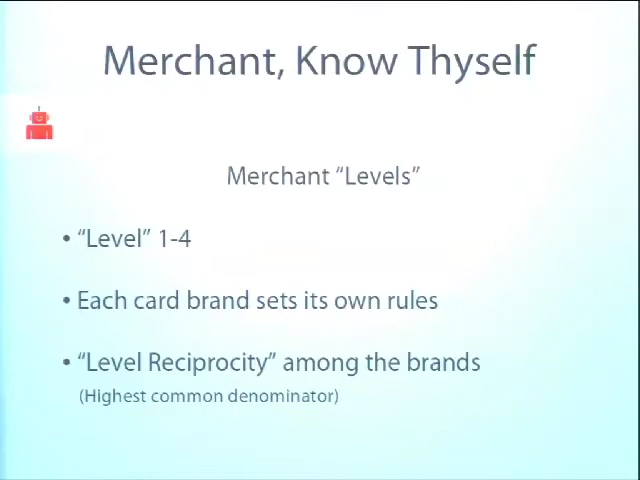 Merchant, Know Thyself
Merchant “Levels”
• “Level” 1-4
• Each card brand sets its own rules
• “Level Reciprocity” among the brands
(Highest common denominator)